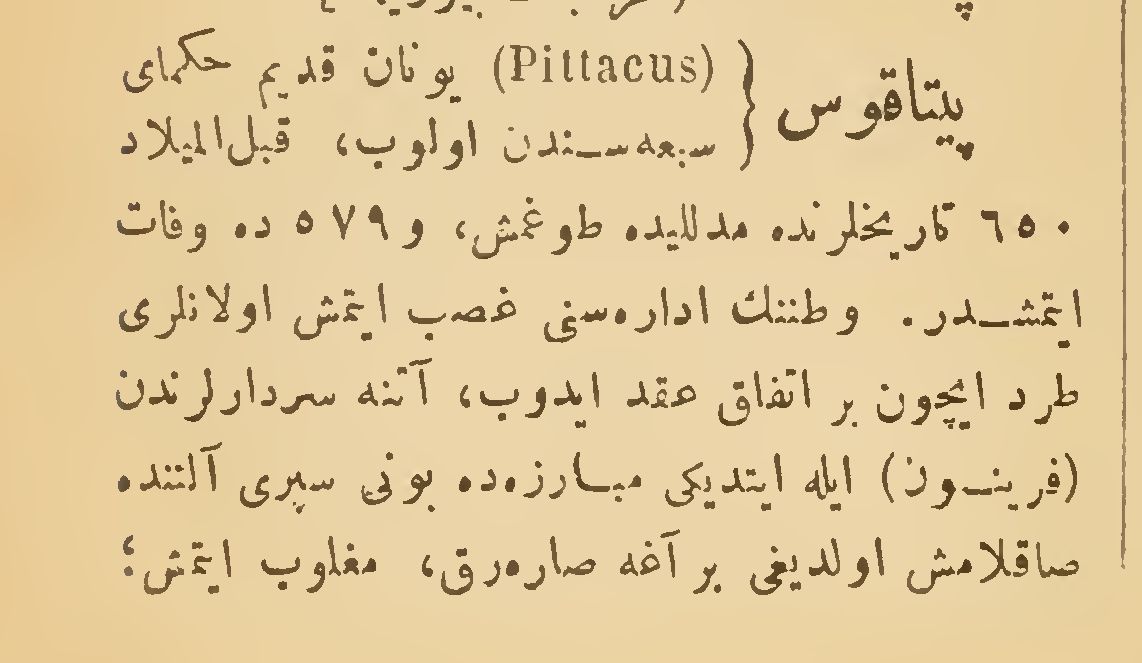 پیتاقوس { (Pittacus) یونان قدیم حکمای
سبعه‌سندن اولوب، قبل‌المیلاد
٦٥٠ تاریخلرنده مدللیده طوغمش، و ٥٧٩ ده وفات
ایتمشدر. وطننك اداره‌سنی غصب ایتمش اولانلری
طرد ایچون بر اتفاق عقد ایدوب، آتنه سردارلرندن
(فرینون) ایله ایتدیکی مبارزه‌ده بونی سپری آلتنده
صاقلامش اولدیغی بر آغه صاره‌رق، مغلوب ایتمش؛